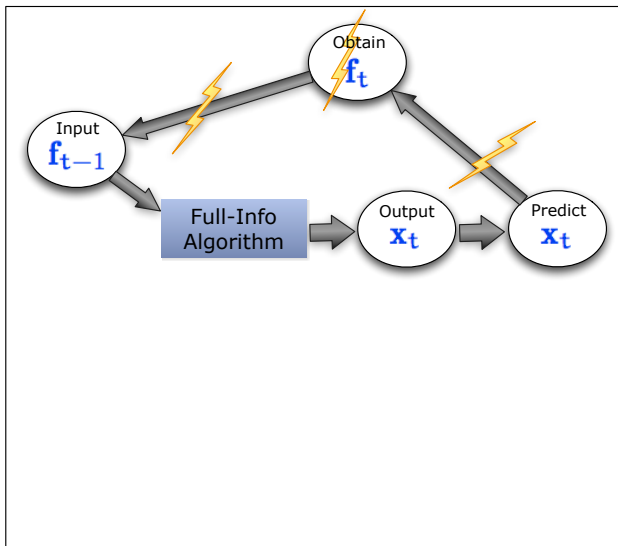 Obtain
f_t
Input
f_{t-1}
Full-Info
Algorithm
Output
x_t
Predict
x_t